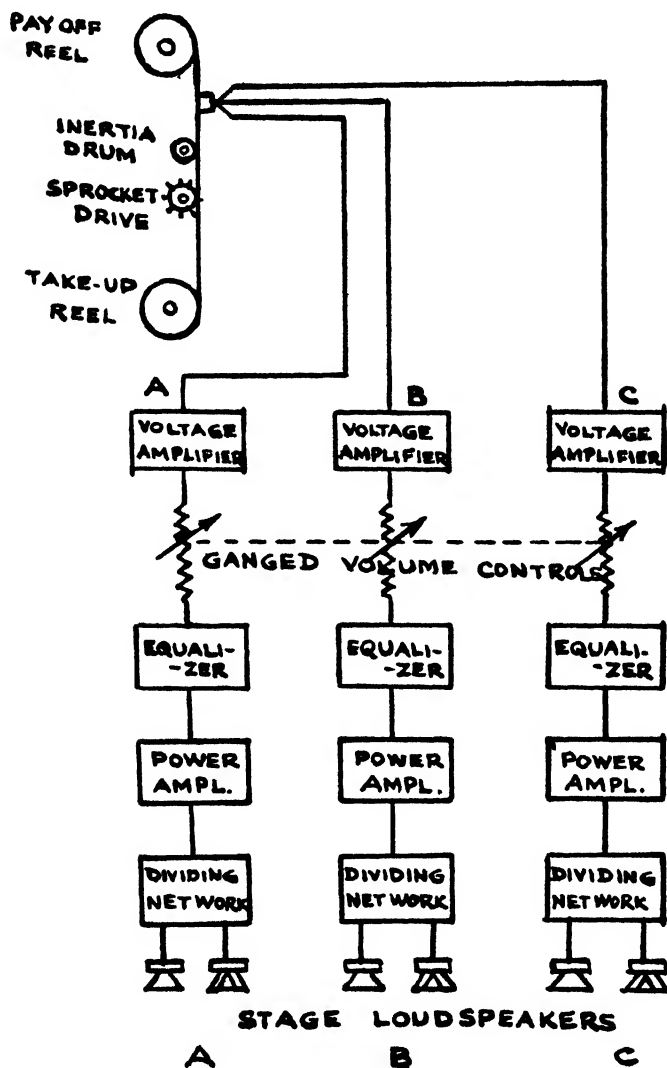 PAY OFF
REEL
INERTIA
DRUM
SPROCKET
DRIVE
TAKE-UP
REEL
A
B
C
VOLTAGE
AMPLIFIER
VOLTAGE
AMPLIFIER
VOLTAGE
AMPLIFIER
GANGED VOLUME CONTROLS
EQUALI-
-ZER
EQUALI-
-ZER
EQUALI-
-ZER
POWER
AMPL.
POWER
AMPL.
POWER
AMPL.
DIVIDING
NETWORK
DIVIDING
NETWORK
DIVIDING
NETWORK
STAGE LOUDSPEAKERS
A B C